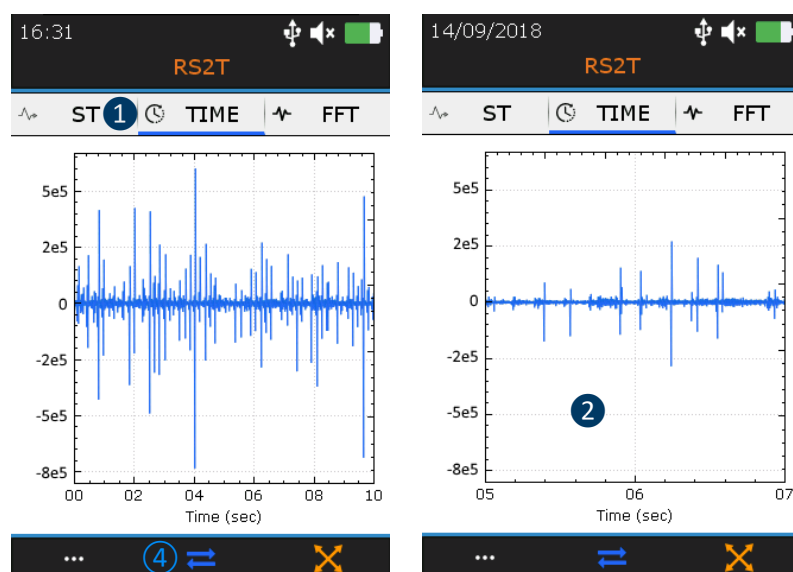 16:31
RS2T
ST 1 TIME FFT
5e5
2e5
0
-2e5
-5e5
-8e5
00 02 04 06 08 10
Time (sec)
... 4
14/09/2018
RS2T
ST TIME FFT
5e5
2e5
0
-2e5
-5e5
2
-8e5
05 06 07
Time (sec)
...